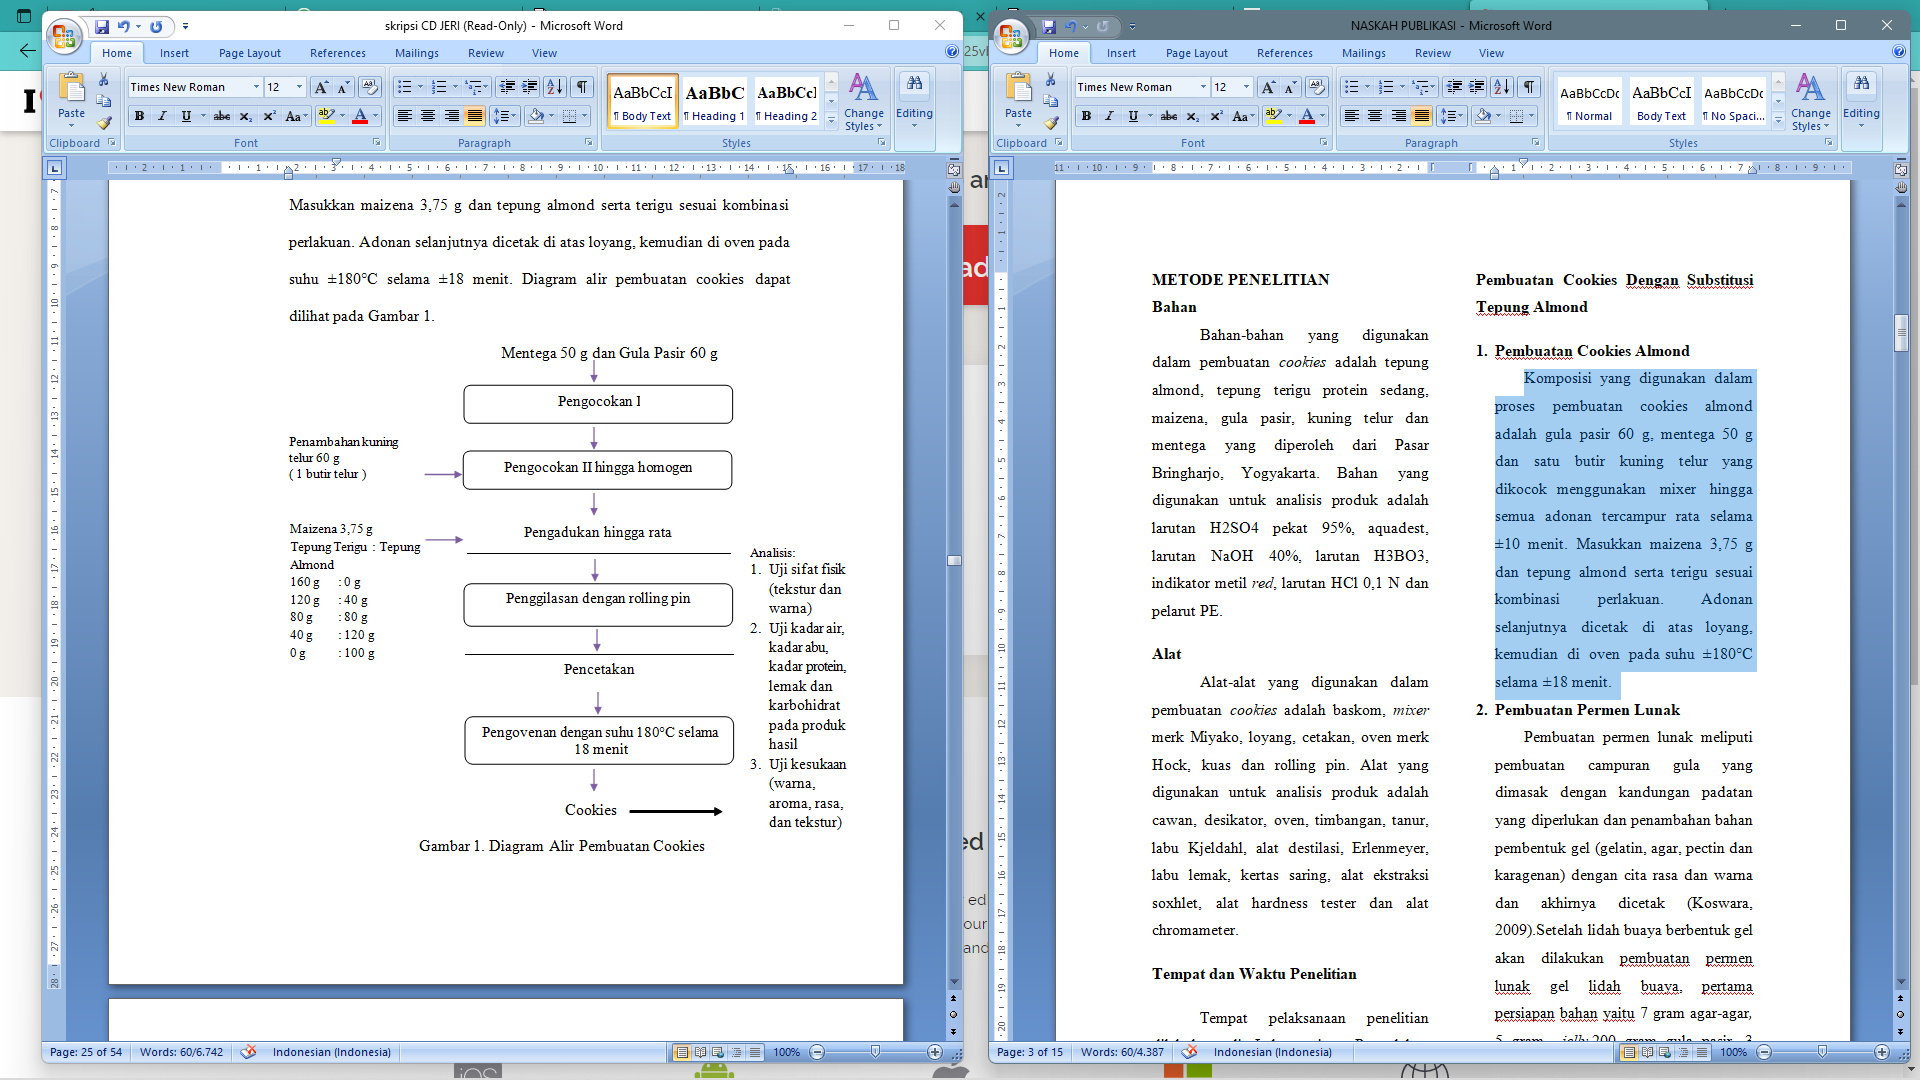 skripsi CD JERI (Read-Only) - Microsoft Word
Home Insert Page Layout References Mailings Review View
Times New Roman 12
Paste
AaBbCcI AaBbC AaBbCcI
¶ Body Text ¶ Heading 1 ¶ Heading 2
Change Styles
Editing
Clipboard Font Paragraph Styles
Masukkan maizena 3,75 g dan tepung almond serta terigu sesuai kombinasi
perlakuan. Adonan selanjutnya dicetak di atas loyang, kemudian di oven pada
suhu ±180°C selama ±18 menit. Diagram alir pembuatan cookies dapat
dilihat pada Gambar 1.
Mentega 50 g dan Gula Pasir 60 g
Pengocokan I
Penambahan kuning
telur 60 g
( 1 butir telur )
Pengocokan II hingga homogen
Maizena 3,75 g
Tepung Terigu : Tepung
Almond
160 g : 0 g
120 g : 40 g
80 g : 80 g
40 g : 120 g
0 g : 100 g
Pengadukan hingga rata
Penggilasan dengan rolling pin
Pencetakan
Pengovenan dengan suhu 180°C selama
18 menit
Cookies
Analisis:
1. Uji sifat fisik
(tekstur dan
warna)
2. Uji kadar air,
kadar abu,
kadar protein,
lemak dan
karbohidrat
pada produk
hasil
3. Uji kesukaan
(warna,
aroma, rasa,
dan tekstur)
Gambar 1. Diagram Alir Pembuatan Cookies
Page: 25 of 54 Words: 60/6.742 Indonesian (Indonesia) 100%
NASKAH PUBLIKASI - Microsoft Word
Home Insert Page Layout References Mailings Review View
Times New Roman 12
Paste
AaBbCcDc AaBbCcI AaBbCcDc
¶ Normal Body Text ¶ No Spaci...
Change Styles
Editing
Clipboard Font Paragraph Styles
METODE PENELITIAN
Bahan
Bahan-bahan yang digunakan
dalam pembuatan cookies adalah tepung
almond, tepung terigu protein sedang,
maizena, gula pasir, kuning telur dan
mentega yang diperoleh dari Pasar
Bringharjo, Yogyakarta. Bahan yang
digunakan untuk analisis produk adalah
larutan H2SO4 pekat 95%, aquadest,
larutan NaOH 40%, larutan H3BO3,
indikator metil red, larutan HCl 0,1 N dan
pelarut PE.
Alat
Alat-alat yang digunakan dalam
pembuatan cookies adalah baskom, mixer
merk Miyako, loyang, cetakan, oven merk
Hock, kuas dan rolling pin. Alat yang
digunakan untuk analisis produk adalah
cawan, desikator, oven, timbangan, tanur,
labu Kjeldahl, alat destilasi, Erlenmeyer,
labu lemak, kertas saring, alat ekstraksi
soxhlet, alat hardness tester dan alat
chromameter.
Tempat dan Waktu Penelitian
Tempat pelaksanaan penelitian
Pembuatan Cookies Dengan Substitusi
Tepung Almond
1. Pembuatan Cookies Almond
Komposisi yang digunakan dalam
proses pembuatan cookies almond
adalah gula pasir 60 g, mentega 50 g
dan satu butir kuning telur yang
dikocok menggunakan mixer hingga
semua adonan tercampur rata selama
±10 menit. Masukkan maizena 3,75 g
dan tepung almond serta terigu sesuai
kombinasi perlakuan. Adonan
selanjutnya dicetak di atas loyang,
kemudian di oven pada suhu ±180°C
selama ±18 menit.
2. Pembuatan Permen Lunak
Pembuatan permen lunak meliputi
pembuatan campuran gula yang
dimasak dengan kandungan padatan
yang diperlukan dan penambahan bahan
pembentuk gel (gelatin, agar, pectin dan
karagenan) dengan cita rasa dan warna
dan akhirnya dicetak (Koswara,
2009).Setelah lidah buaya berbentuk gel
akan dilakukan pembuatan permen
lunak gel lidah buaya, pertama
persiapan bahan yaitu 7 gram agar-agar,
5 gram jelly 200 gram gula pasir 3
Page: 3 of 15 Words: 60/4.387 Indonesian (Indonesia) 100%